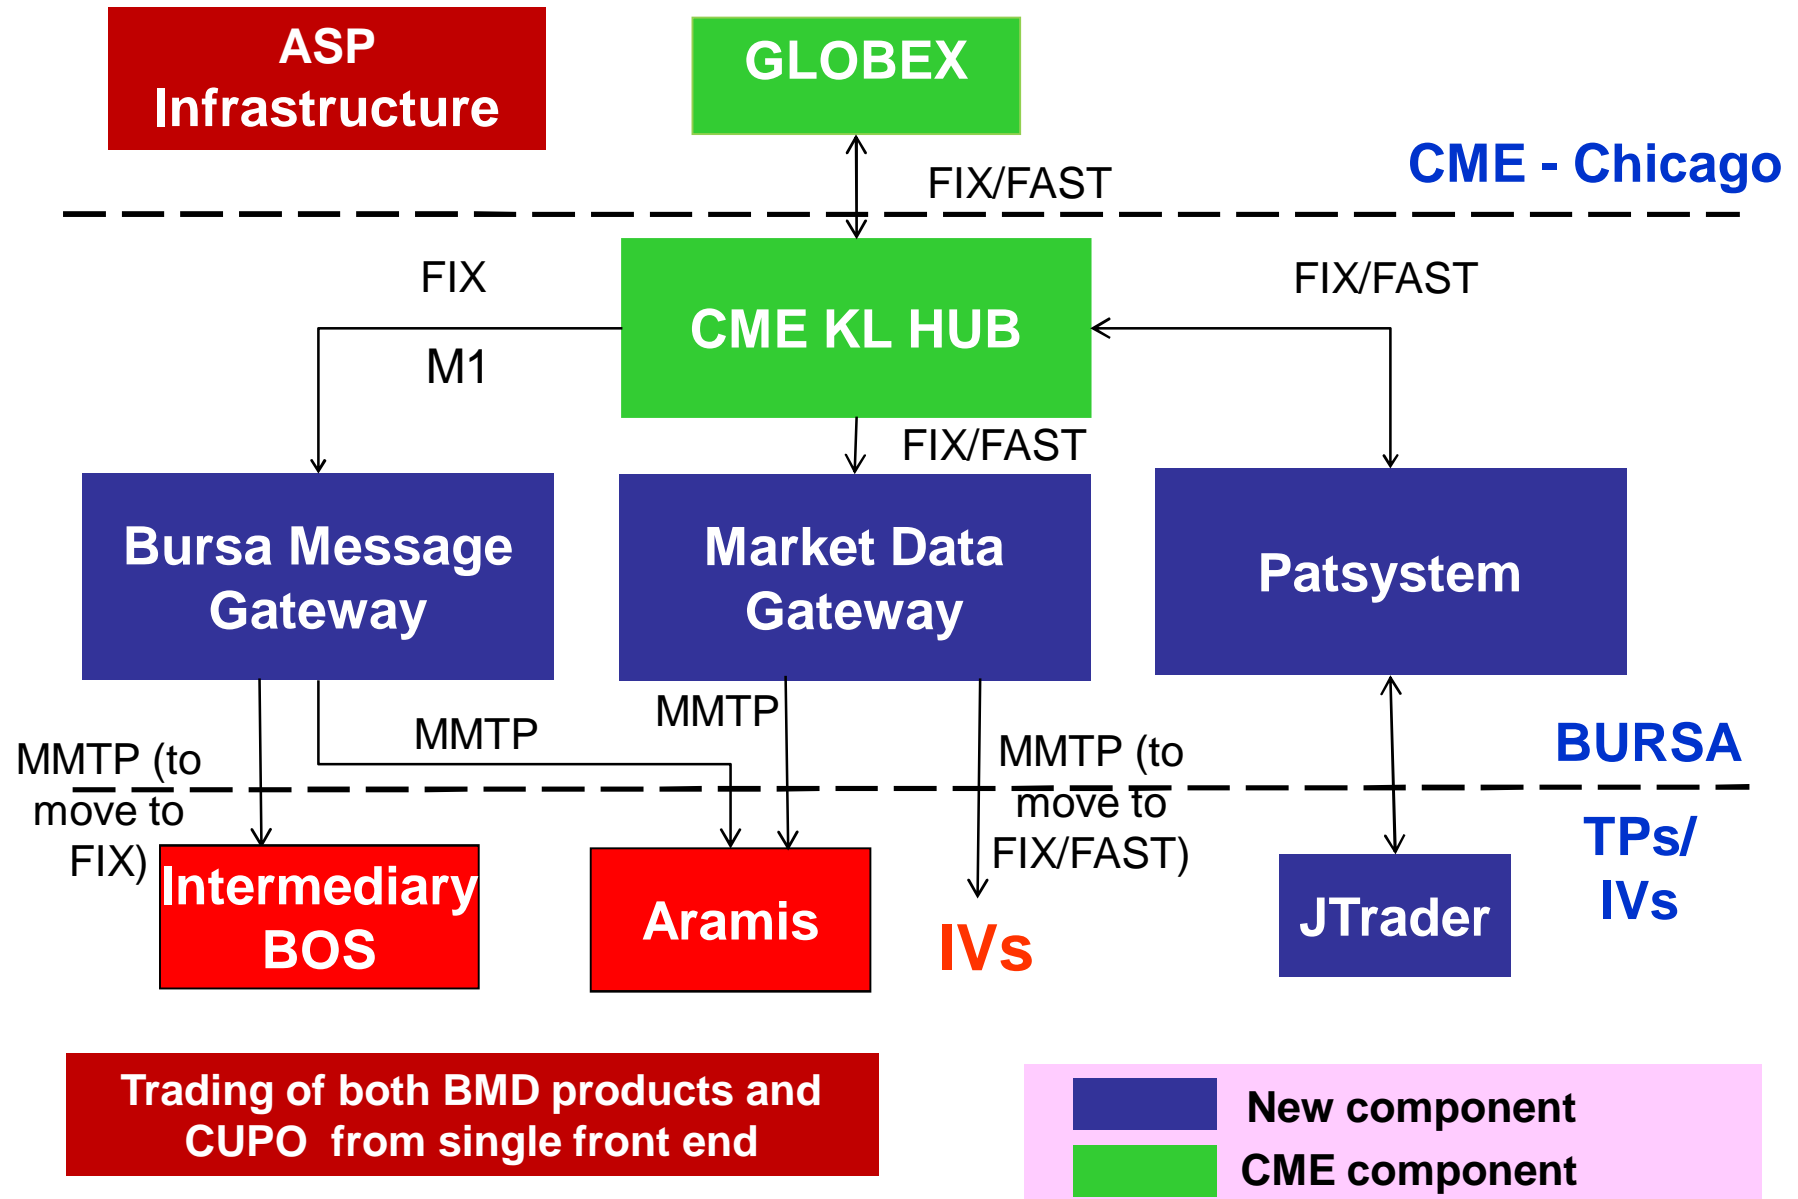 ASP
Infrastructure
GLOBEX
CME - Chicago
FIX/FAST
FIX
CME KL HUB
FIX/FAST
M1
FIX/FAST
Bursa Message
Gateway
Market Data
Gateway
Patsystem
MMTP (to
move to
FIX)
MMTP
MMTP
MMTP (to
move to
FIX/FAST)
BURSA
TPs/
IVs
Intermediary
BOS
Aramis
IVs
JTrader
Trading of both BMD products and
CUPO from single front end
New component
CME component